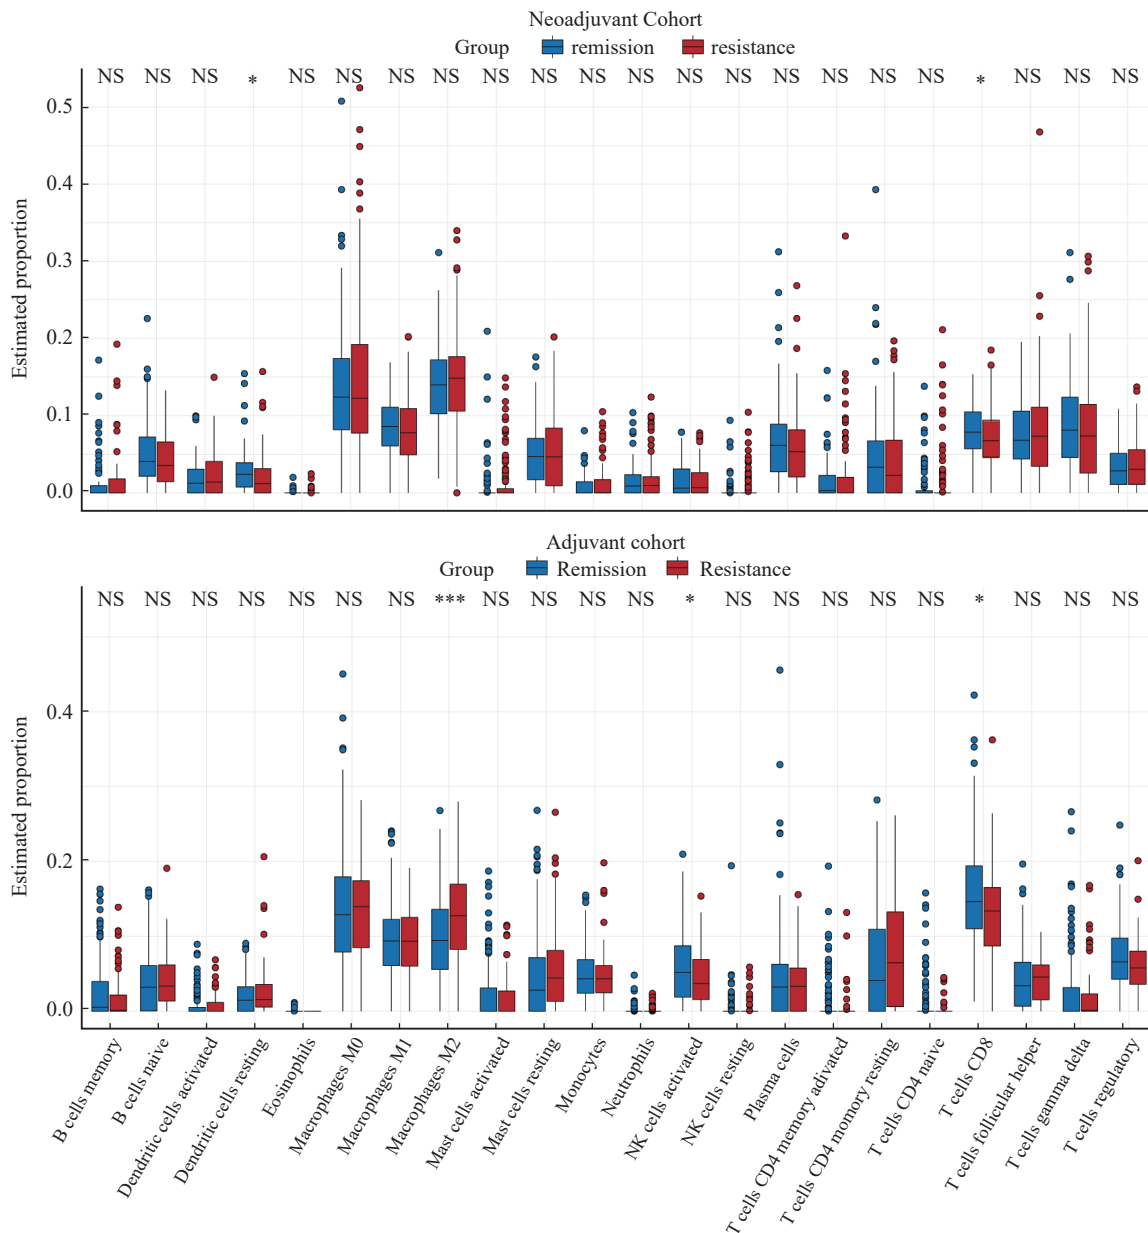 Neoadjuvant Cohort
Group remission resistance
NS NS NS * NS NS NS NS NS NS NS NS NS NS NS NS NS NS * NS NS NS
0.5
0.4
0.3
0.2
0.1
0.0
Estimated proportion
Adjuvant cohort
Group Remission Resistance
NS NS NS NS NS NS NS *** NS NS NS NS * NS NS NS NS NS * NS NS NS
0.4
0.2
0.0
Estimated proportion
B cells memory
B cells naive
Dendritic cells activated
Dendritic cells resting
Eosinophils
Macrophages M0
Macrophages M1
Macrophages M2
Mast cells activated
Mast cells resting
Monocytes
Neutrophils
NK cells activated
NK cells resting
Plasma cells
T cells CD4 memory adivated
T cells CD4 momory resting
T cells CD4 naive
T cells CD8
T cells follicular helper
T cells gamma delta
T cells regulatory